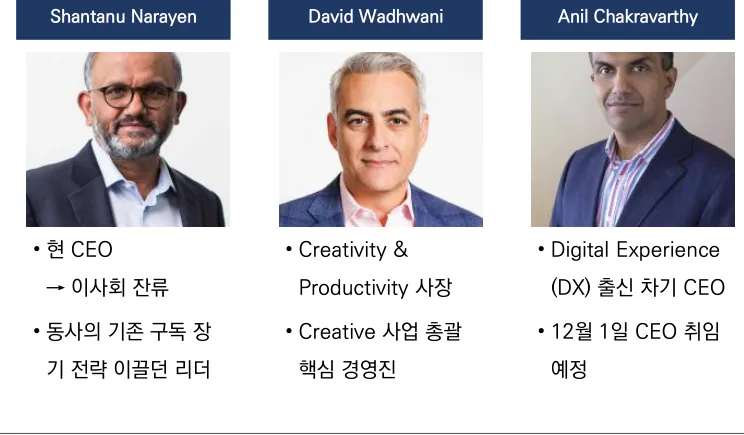 Shantanu Narayen
David Wadhwani
Anil Chakravarthy
• 현 CEO
→ 이사회 잔류
• 동사의 기존 구독 장
기 전략 이끌던 리더
• Creativity &
Productivity 사장
• Creative 사업 총괄
핵심 경영진
• Digital Experience
(DX) 출신 차기 CEO
• 12월 1일 CEO 취임
예정